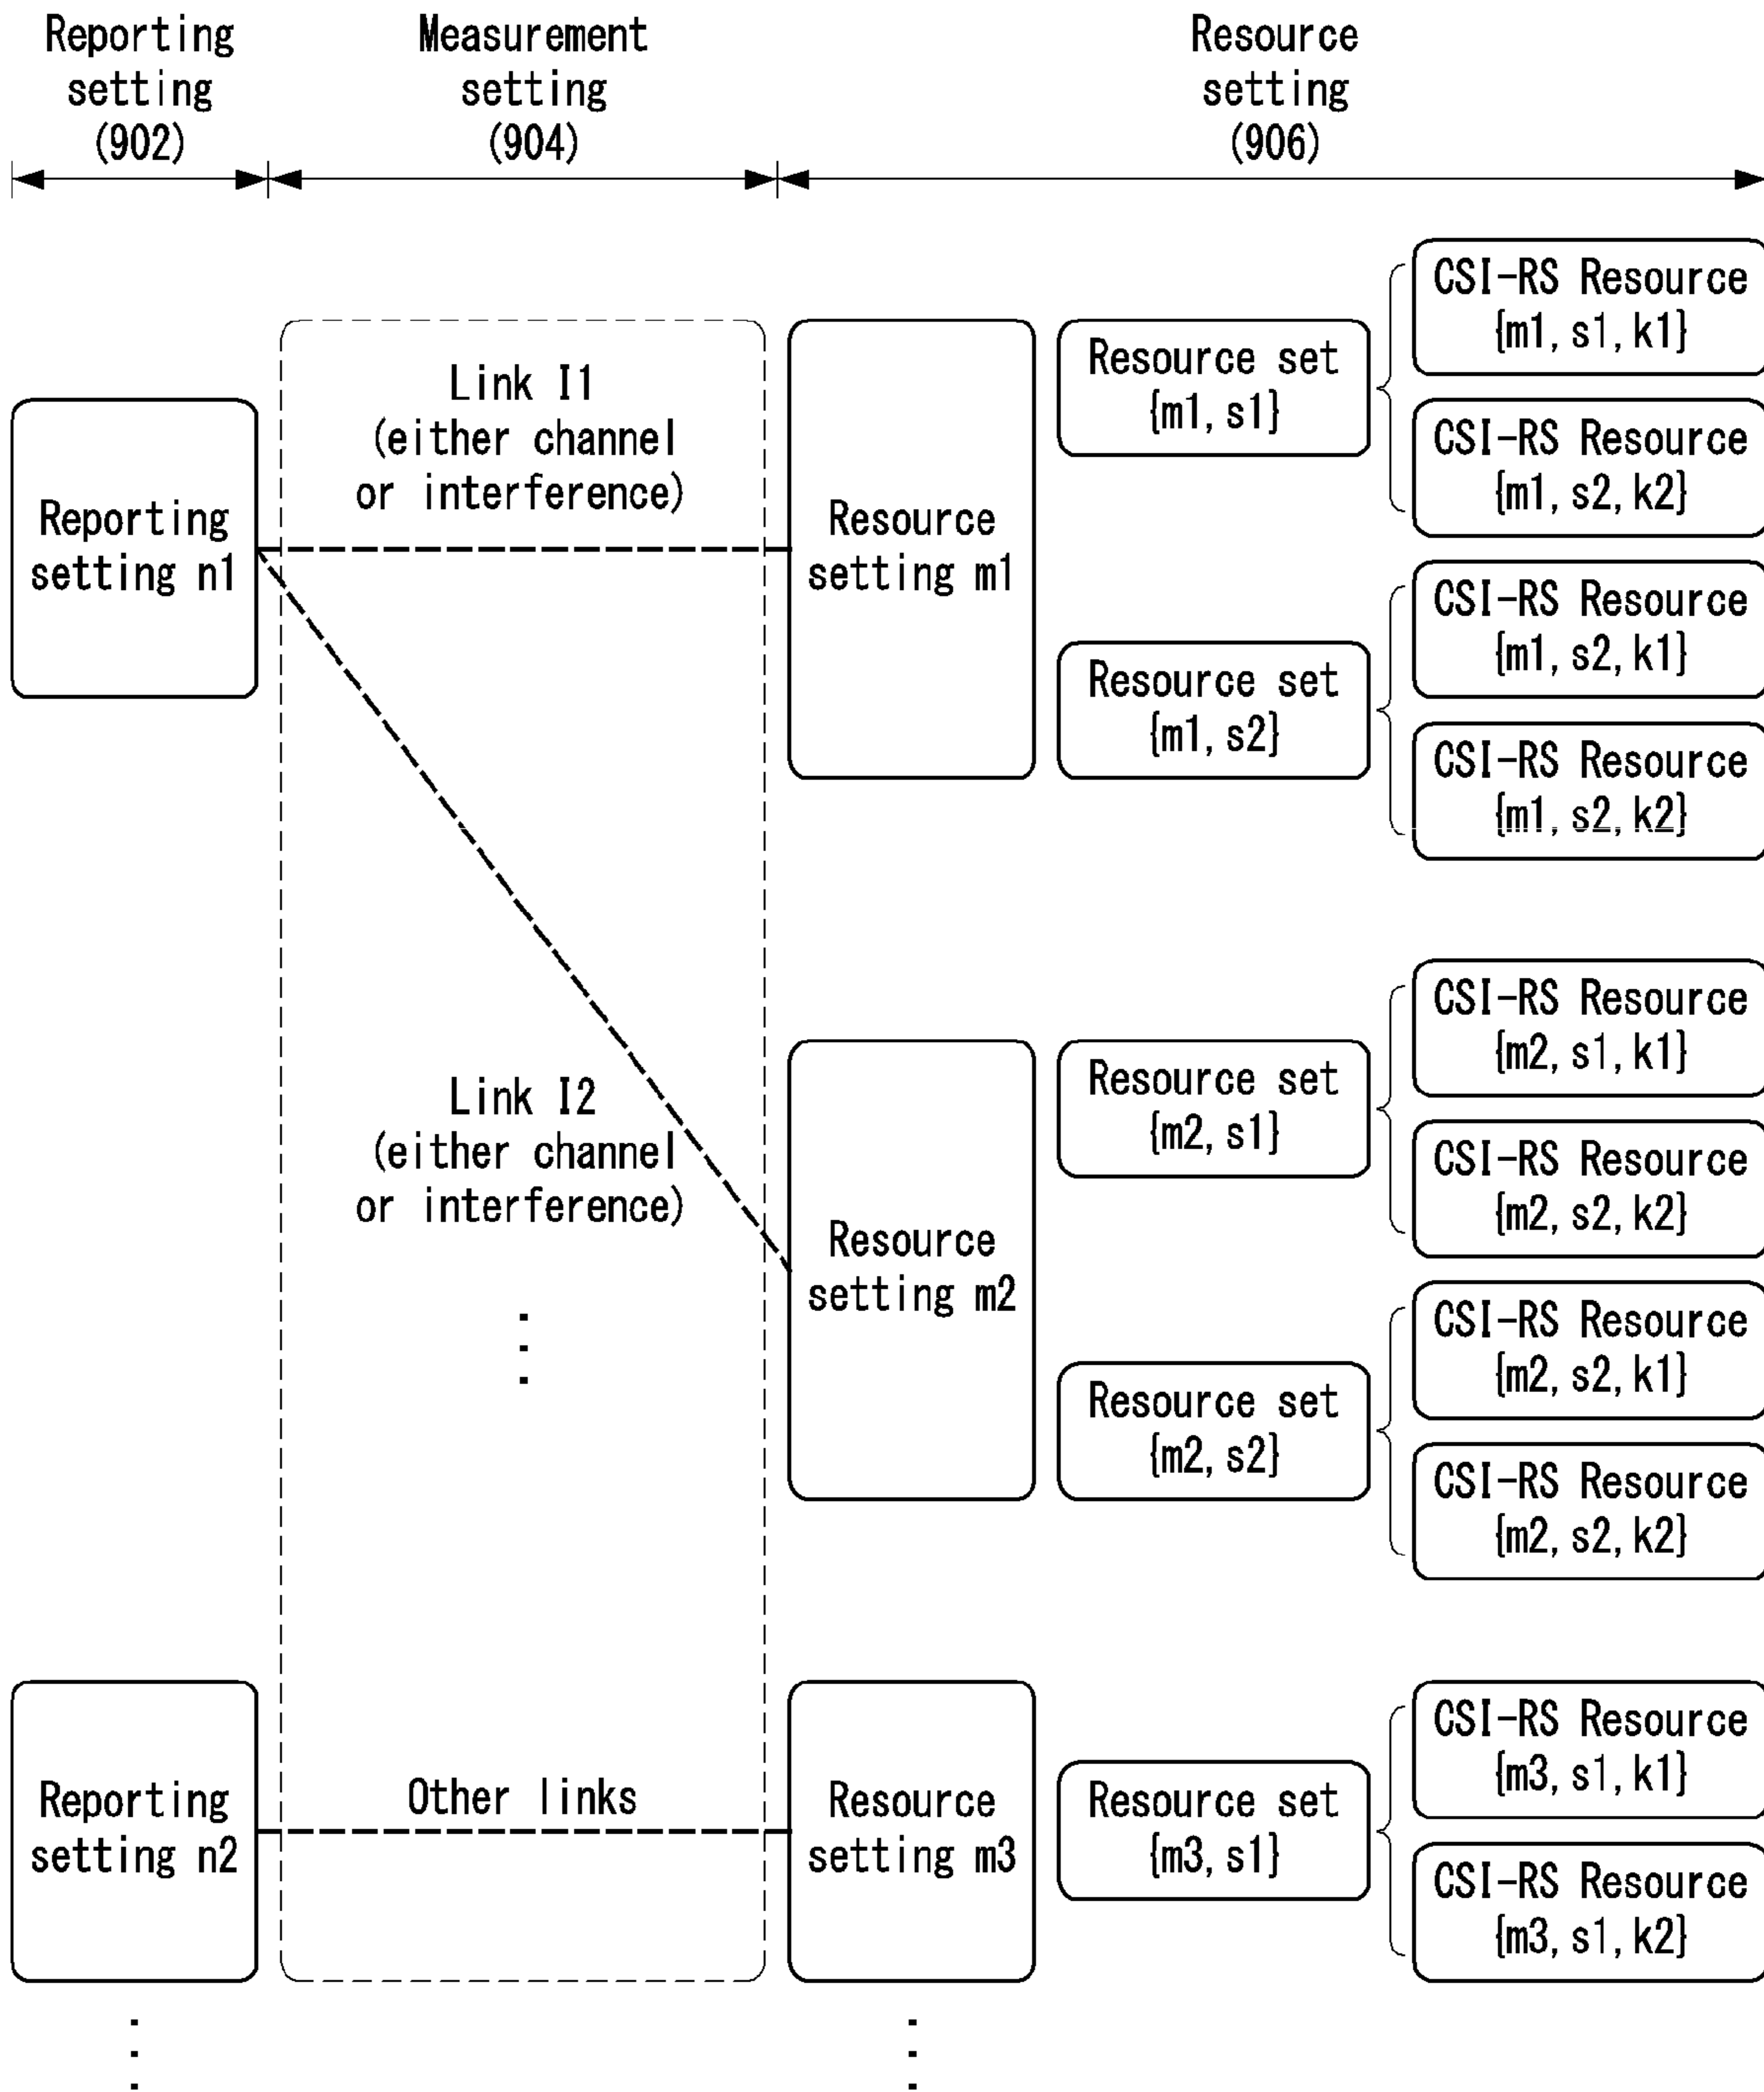 Reporting
setting
(902)
Measurement
setting
(904)
Resource
setting
(906)
Reporting
setting n1
Link I1
(either channel
or interference)
Resource
setting m1
Resource set
{m1, s1}
CSI-RS Resource
{m1, s1, k1}
CSI-RS Resource
{m1, s2, k2}
Resource set
{m1, s2}
CSI-RS Resource
{m1, s2, k1}
CSI-RS Resource
{m1, s2, k2}
Link I2
(either channel
or interference)
Resource
setting m2
Resource set
{m2, s1}
CSI-RS Resource
{m2, s1, k1}
CSI-RS Resource
{m2, s2, k2}
Resource set
{m2, s2}
CSI-RS Resource
{m2, s2, k1}
CSI-RS Resource
{m2, s2, k2}
Reporting
setting n2
Other links
Resource
setting m3
Resource set
{m3, s1}
CSI-RS Resource
{m3, s1, k1}
CSI-RS Resource
{m3, s1, k2}